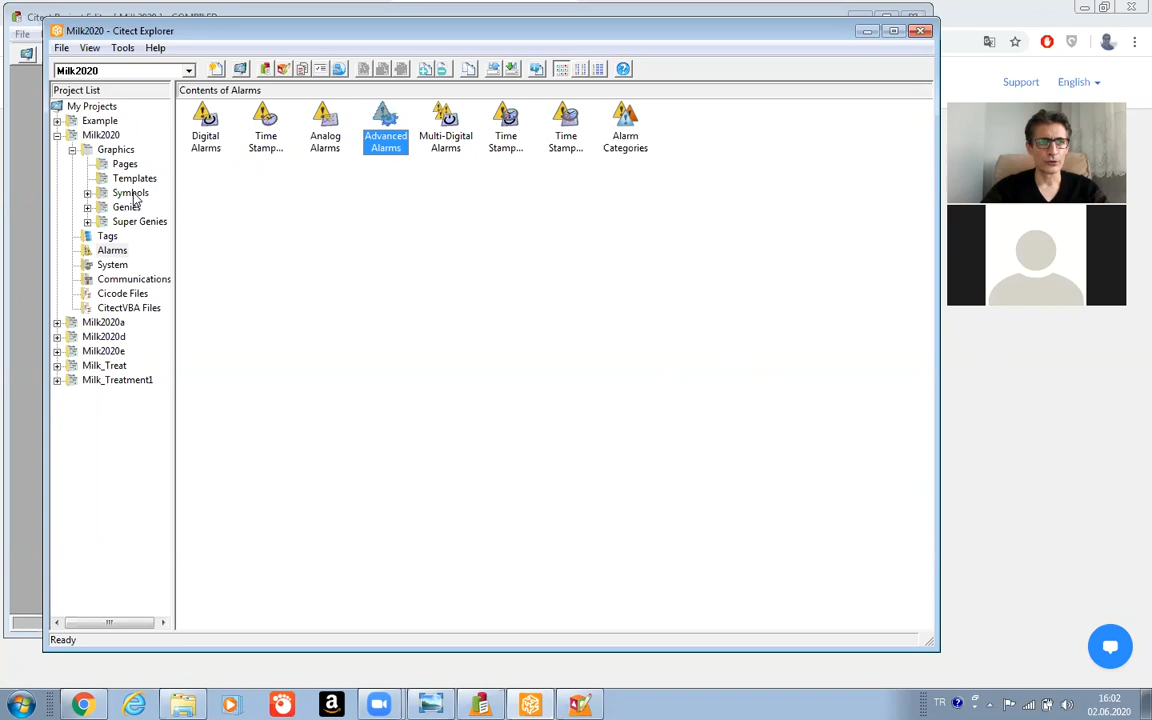 Milk2020 - Citect Explorer
File
File View Tools Help
Milk2020
Project List
Contents of Alarms
My Projects
Example
Milk2020
Graphics
Pages
Templates
Symbols
Genies
Super Genies
Tags
Alarms
System
Communications
Cicode Files
CitectVBA Files
Milk2020a
Milk2020d
Milk2020e
Milk_Treat
Milk_Treatment1
Digital
Alarms
Time
Stamp...
Analog
Alarms
Advanced
Alarms
Multi-Digital
Alarms
Time
Stamp...
Time
Stamp...
Alarm
Categories
Support English
Ready
TR
16:02
02.06.2020